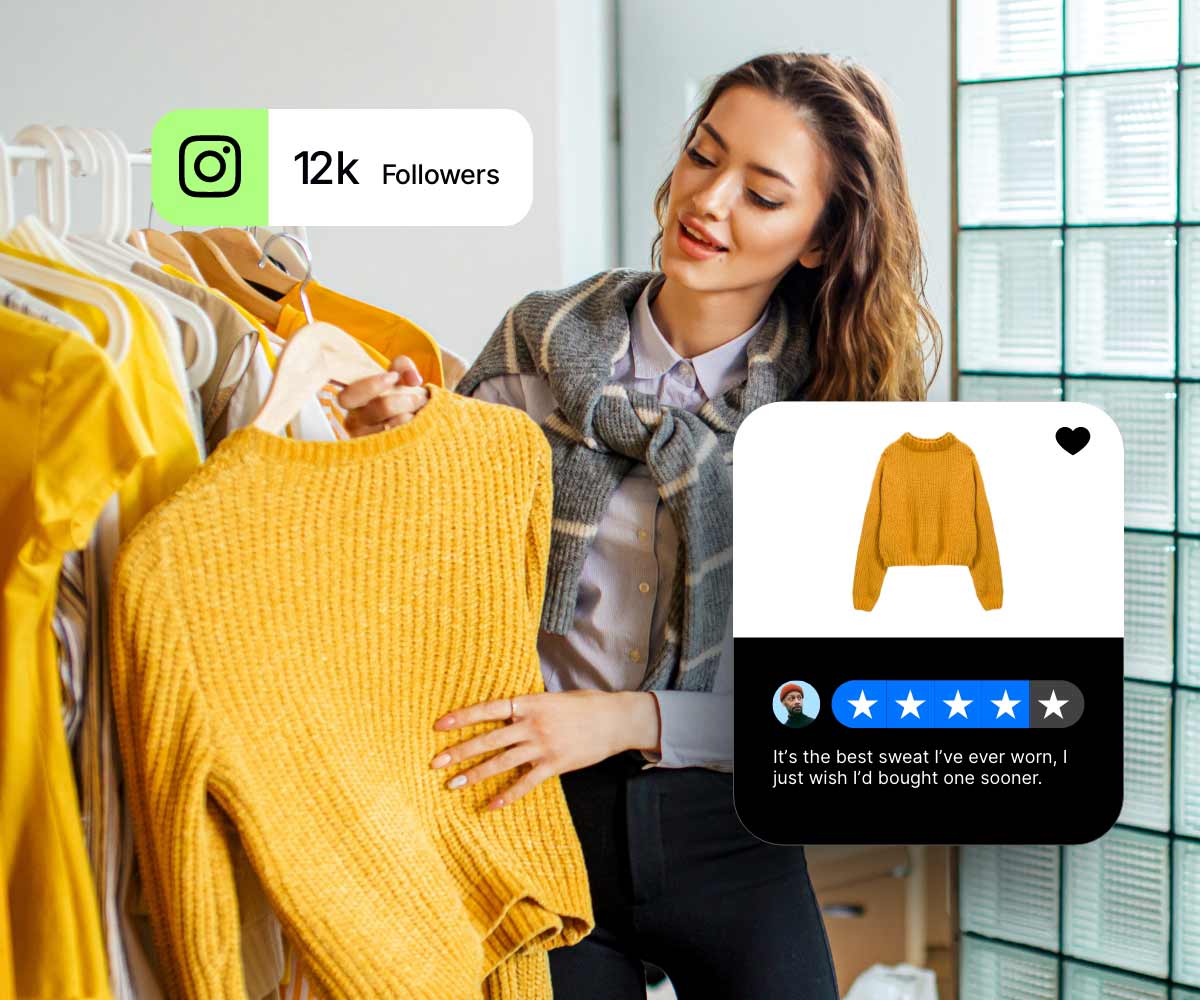 12k Followers
It’s the best sweat I’ve ever worn, I
just wish I’d bought one sooner.